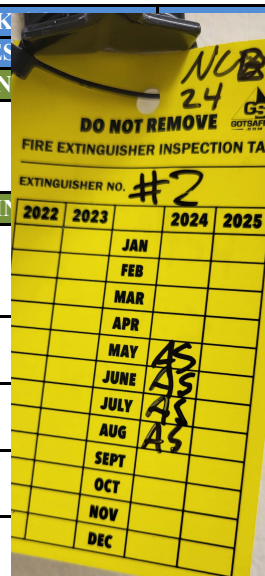 24
GS
DO NOT REMOVE
GOTSAFE
FIRE EXTINGUISHER INSPECTION TA
EXTINGUISHER NO. #2
2022 2023 2024 2025
JAN
FEB
MAR
APR
MAY AS
JUNE AS
JULY AS
AUG AS
SEPT
OCT
NOV
DEC